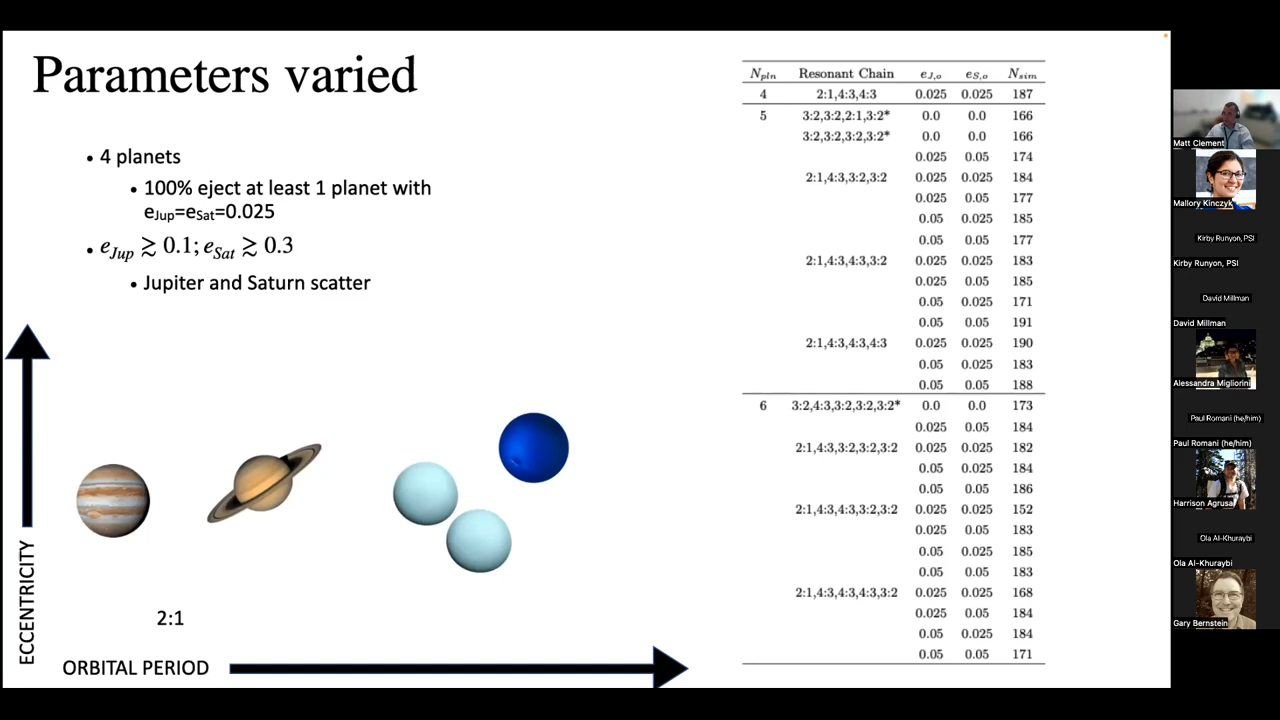 Parameters varied
• 4 planets
• 100% eject at least 1 planet with
eJup=eSat=0.025
• eJup ≳ 0.1; eSat ≳ 0.3
• Jupiter and Saturn scatter
ECCENTRICITY
2:1
ORBITAL PERIOD
Npln Resonant Chain eJ,o eS,o Nsim
4 2:1,4:3,4:3 0.025 0.025 187
5 3:2,3:2,2:1,3:2* 0.0 0.0 166
3:2,3:2,3:2,3:2* 0.0 0.0 166
0.025 0.05 174
2:1,4:3,3:2,3:2 0.025 0.025 184
0.025 0.05 177
0.05 0.025 185
0.05 0.05 177
2:1,4:3,4:3,3:2 0.025 0.025 183
0.025 0.05 185
0.05 0.025 171
0.05 0.05 191
2:1,4:3,4:3,4:3 0.025 0.025 190
0.05 0.025 183
0.05 0.05 188
6 3:2,4:3,3:2,3:2,3:2* 0.0 0.0 173
0.025 0.05 184
2:1,4:3,3:2,3:2,3:2 0.025 0.025 182
0.05 0.025 184
0.05 0.05 186
2:1,4:3,4:3,3:2,3:2 0.025 0.025 152
0.025 0.05 183
0.05 0.025 185
0.05 0.05 183
2:1,4:3,4:3,4:3,3:2 0.025 0.025 168
0.025 0.05 184
0.05 0.025 184
0.05 0.05 171
Matt Clement
Mallory Kinczyk
Kirby Runyon, PSI
Kirby Runyon, PSI
David Millman
David Millman
Alessandra Migliorini
Paul Romani (he/him)
Paul Romani (he/him)
Harrison Agrusa
Ola Al-Khuraybi
Ola Al-Khuraybi
Gary Bernstein